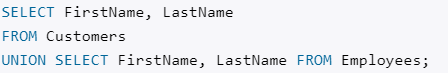 SELECT FirstName, LastName
FROM Customers
UNION SELECT FirstName, LastName FROM Employees;